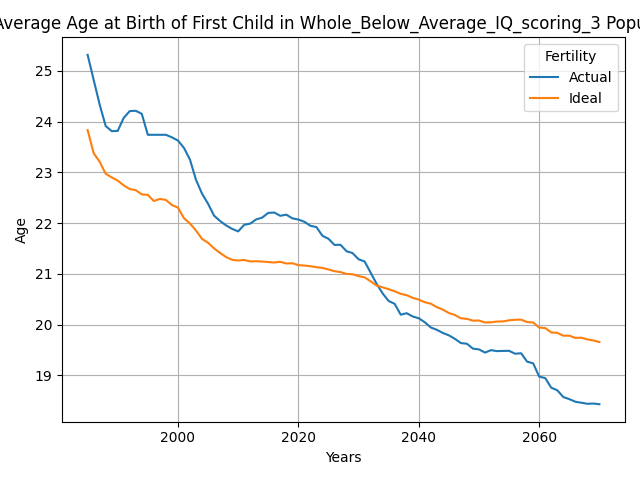 Average Age at Birth of First Child in Whole_Below_Average_IQ_scoring_3
Fertility
Actual
Ideal
25
24
23
22
21
20
19
Age
2000
2020
2040
2060
Years